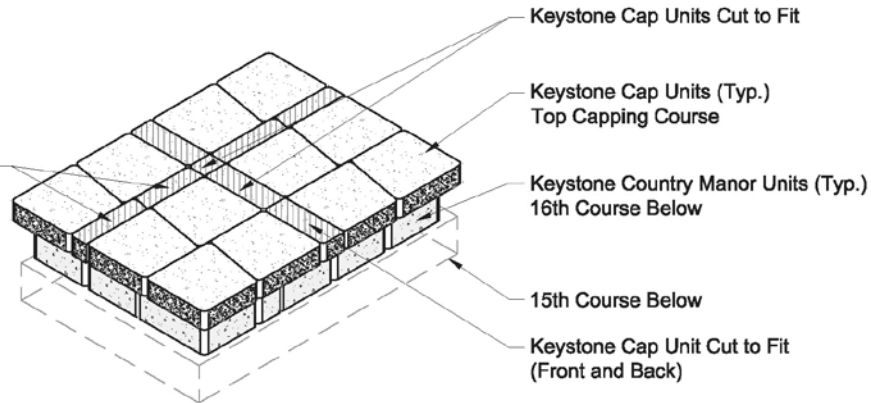 Keystone Cap Units Cut to Fit
Keystone Cap Units (Typ.)
Top Capping Course
Keystone Country Manor Units (Typ.)
16th Course Below
15th Course Below
Keystone Cap Unit Cut to Fit
(Front and Back)